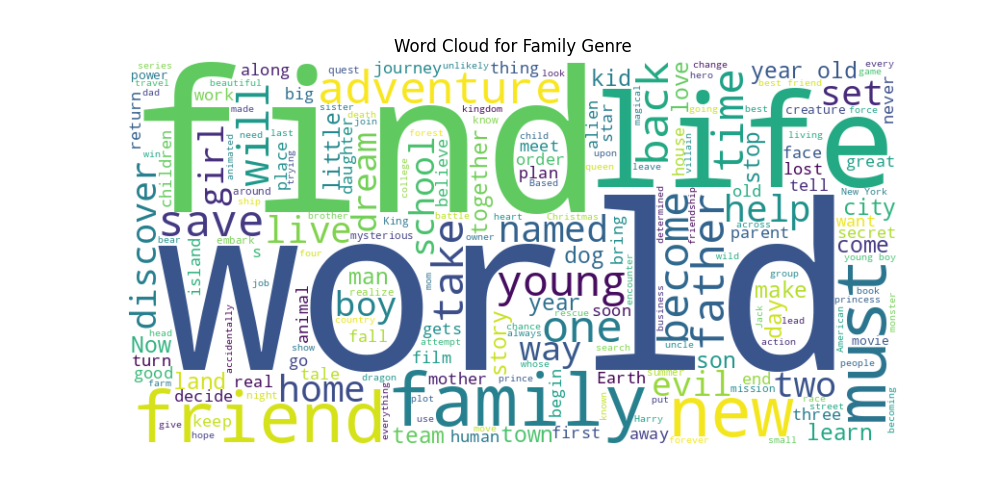 Word Cloud for Family Genre
series
power
travel
dad
beautiful
work
made
along
big
quest
sister
adventure
death
join
journey
unlikely
kingdom
know
thing
look
kid
change
hero
going
best friend
year old
every
game
set
return
win
children
find
life
girl
animated
will
need
last
place
trying
little
daughter
dream
forest
college
school
believe
together
child
meet
order
plan
Based
alien
star
upon
queen
magical
leave
back
house
love
villain
time
best
stop
creature
force
living
face
lost
tell
great
never
discover
save
around
ship
live
brother
King
mysterious
battle
heart
owner
Christmas
named
dog
bring
encounter
determined
friendship
become
father
old
help
across
parent
wild
New York
city
want
secret
come
young boy
bear
embark
four
island
s
job
man
realize
country
boy
fall
take
mom
gets
film
young
year
soon
chance
always
rescue
one
way
whose
search
story
business
uncle
son
group
make
day
Jack
lead
action
book
princess
American
movie
people
must
monster
world
Now
head
turn
good
farm
accidentally
animal
show
go
attempt
land
real
decide
night
tale
dragon
home
everything
plot
mother
prince
family
begin
Earth
summer
put
evil
mission
end
two
race
street
three
becoming
friend
give
hope
keep
team
use
move
human
town
first
known
Harry
away
forever
new
small
learn